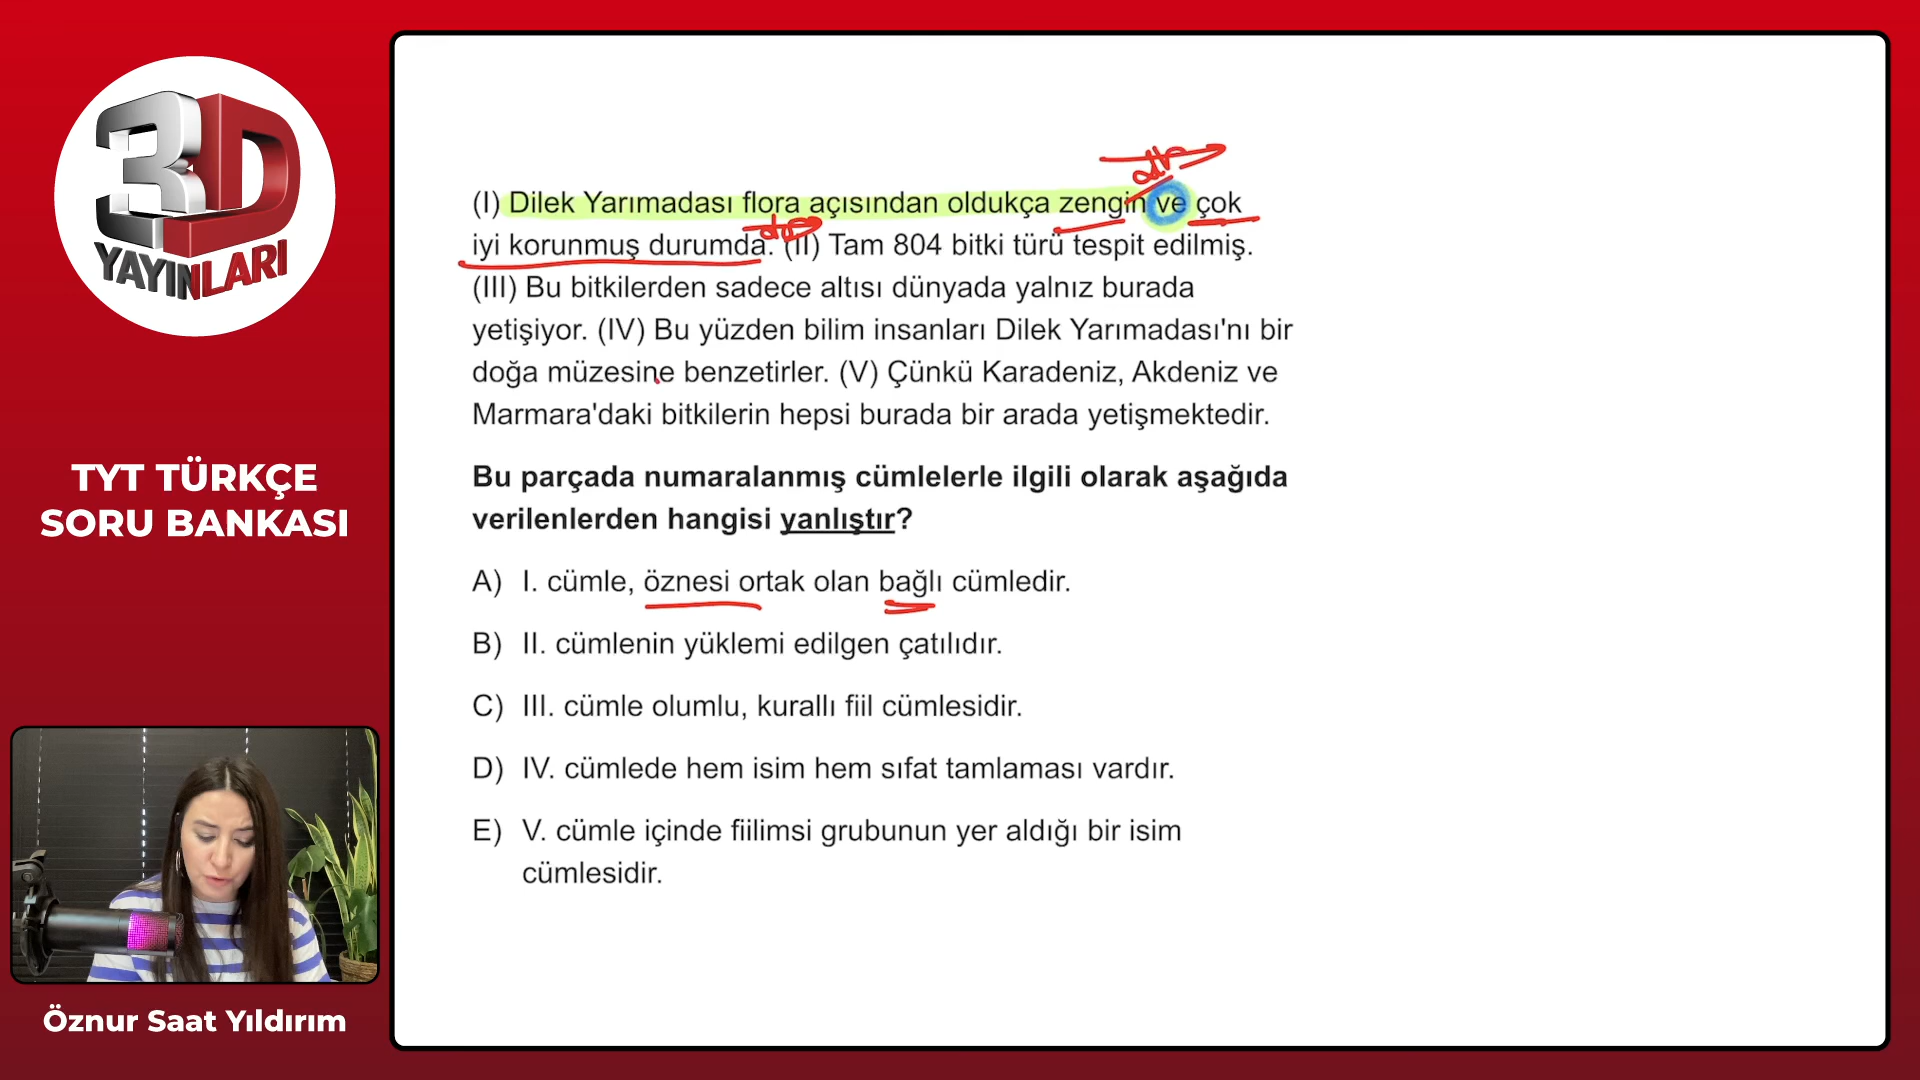 3D
YAYINLARI
TYT TÜRKÇE
SORU BANKASI
Öznur Saat Yıldırım
(I) Dilek Yarımadası flora açısından oldukça zengin ve çok
iyi korunmuş durumda. (II) Tam 804 bitki türü tespit edilmiş.
(III) Bu bitkilerden sadece altısı dünyada yalnız burada
yetişiyor. (IV) Bu yüzden bilim insanları Dilek Yarımadası'nı bir
doğa müzesine benzetirler. (V) Çünkü Karadeniz, Akdeniz ve
Marmara'daki bitkilerin hepsi burada bir arada yetişmektedir.
Bu parçada numaralanmış cümlelerle ilgili olarak aşağıda
verilenlerden hangisi yanlıştır?
A) I. cümle, öznesi ortak olan bağlı cümledir.
B) II. cümlenin yüklemi edilgen çatılıdır.
C) III. cümle olumlu, kurallı fiil cümlesidir.
D) IV. cümlede hem isim hem sıfat tamlaması vardır.
E) V. cümle içinde fiilimsi grubunun yer aldığı bir isim
cümlesidir.